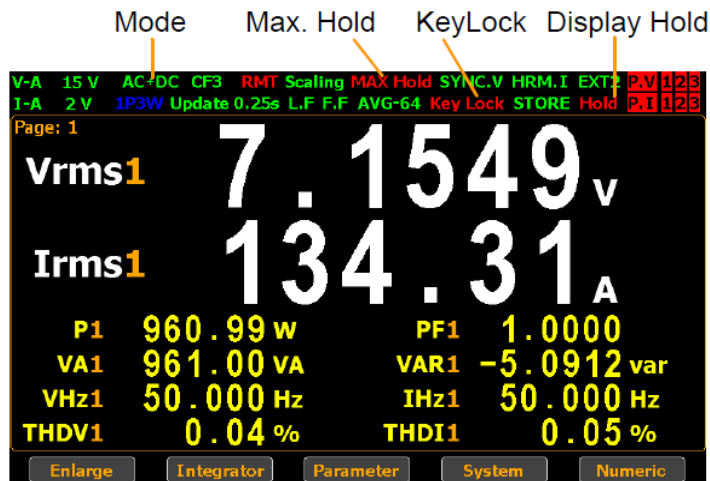 Mode Max. Hold KeyLock Display Hold
V-A 15 V AC+DC CF3 RMT Scaling MAX Hold SYNC.V HRM.I EXT2 P.V 1 2 3
I-A 2 V 1P3W Update 0.25s L.F F.F AVG-64 Key Lock STORE Hold P.I 1 2 3
Page: 1
Vrms1 7.1549 V
Irms1 134.31 A
P1 960.99 W PF1 1.0000
VA1 961.00 VA VAR1 -5.0912 var
VHz1 50.000 Hz IHz1 50.000 Hz
THDV1 0.04 % THDI1 0.05 %
Enlarge Integrator Parameter System Numeric